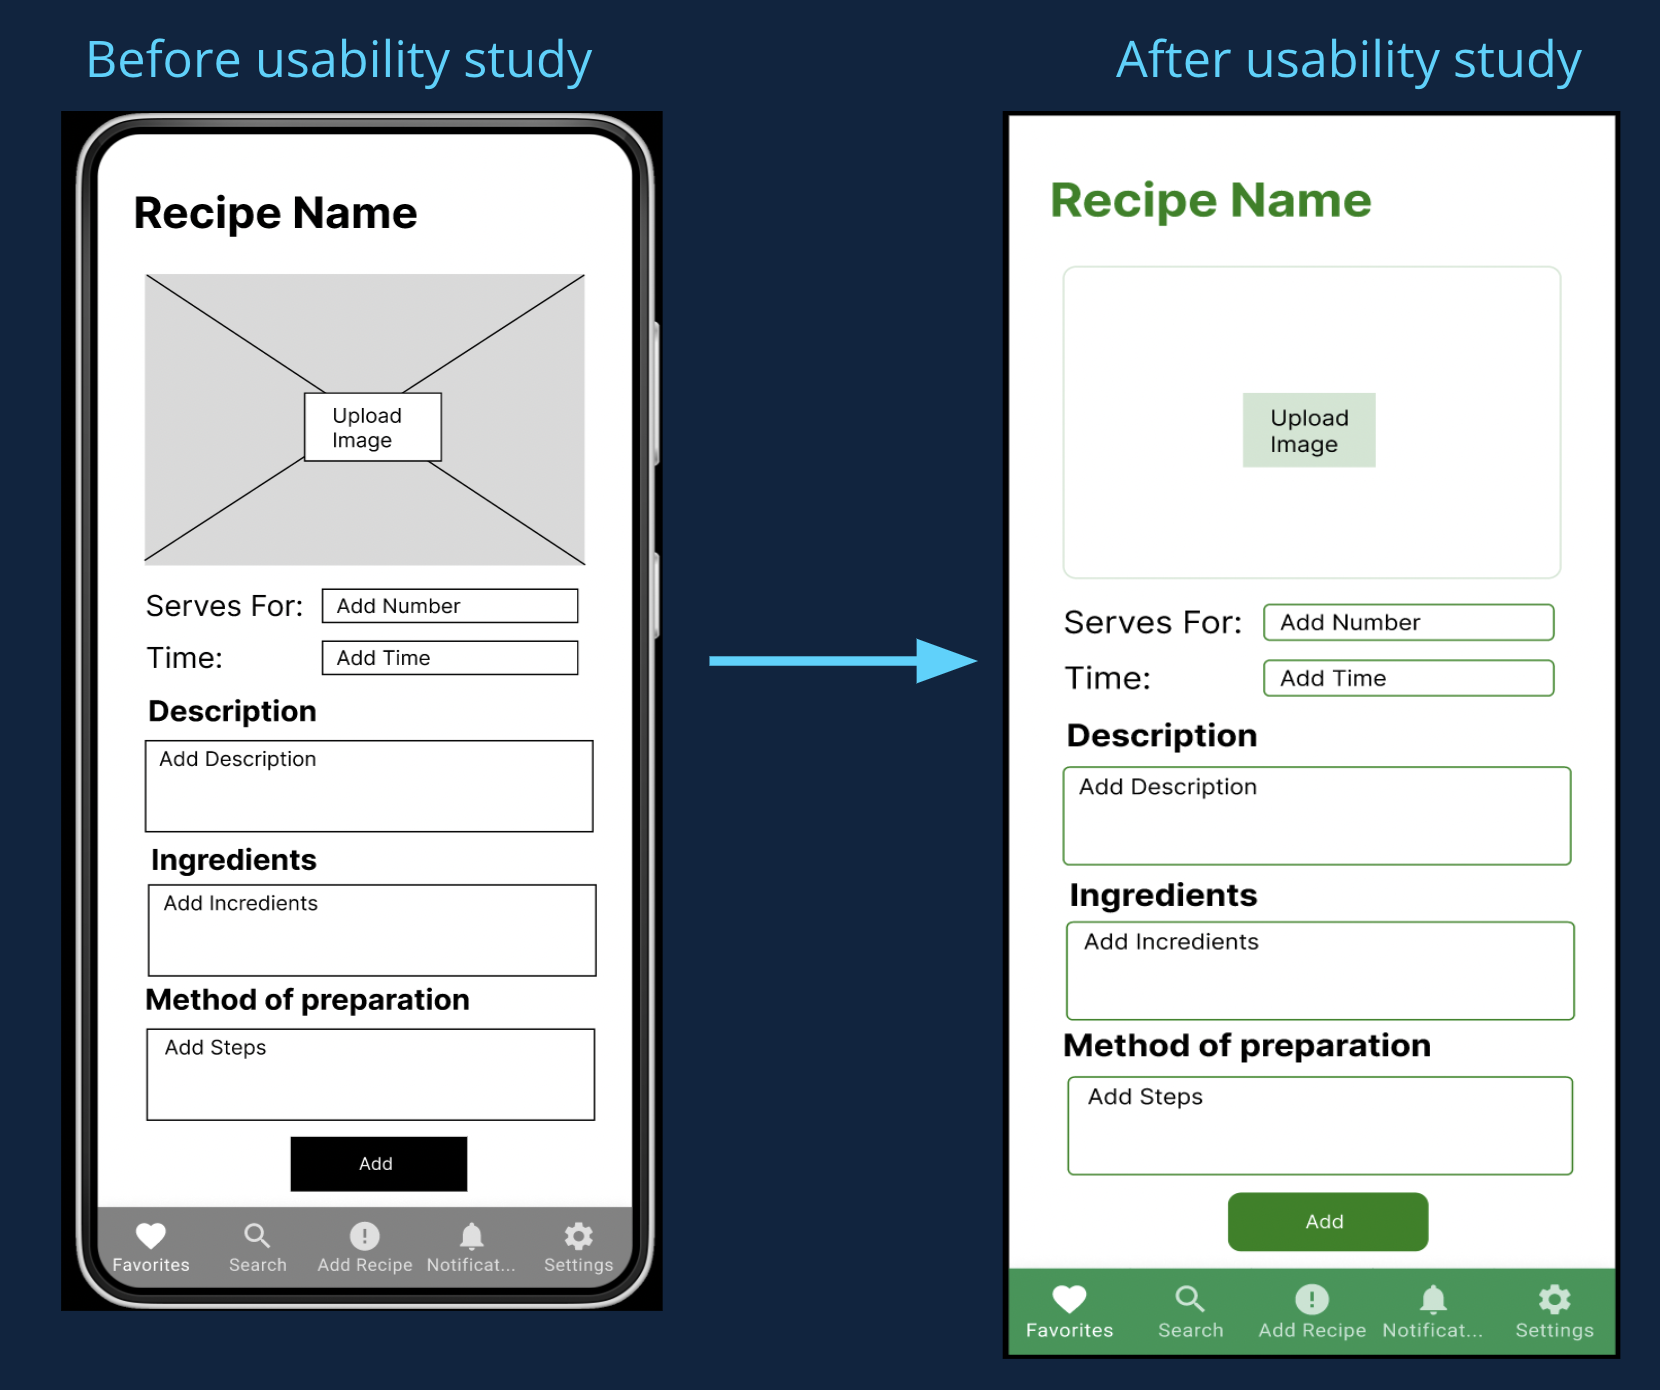 Before usability study
After usability study
Recipe Name
Upload
Image
Serves For: Add Number
Time: Add Time
Description
Add Description
Ingredients
Add Incredients
Method of preparation
Add Steps
Add
Favorites Search Add Recipe Notificat... Settings
Recipe Name
Upload
Image
Serves For: Add Number
Time: Add Time
Description
Add Description
Ingredients
Add Incredients
Method of preparation
Add Steps
Add
Favorites Search Add Recipe Notificat... Settings